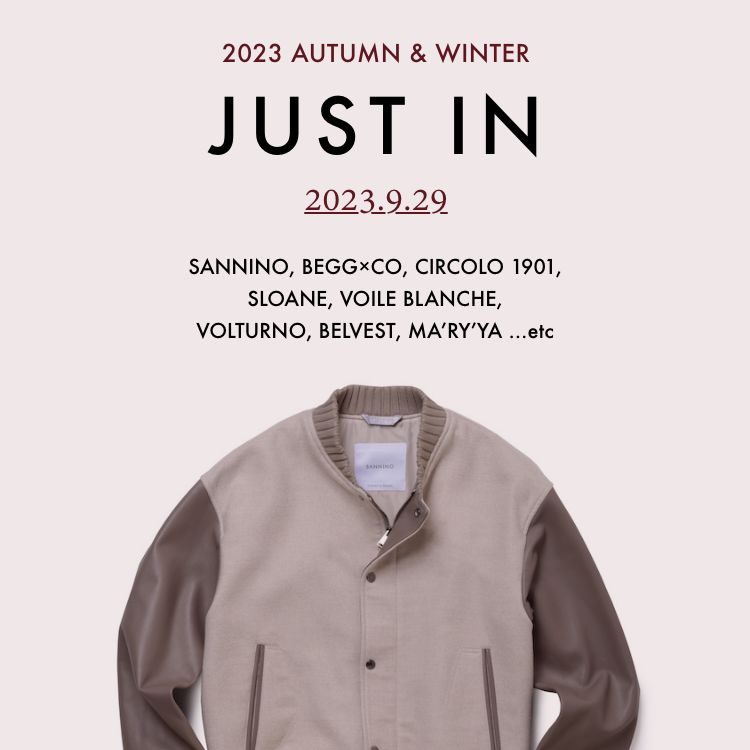 2023 AUTUMN & WINTER
JUST IN
2023.9.29
SANNINO, BEGG×CO, CIRCOLO 1901,
SLOANE, VOILE BLANCHE,
VOLTURNO, BELVEST, MA’RY’YA ...etc
SANNINO